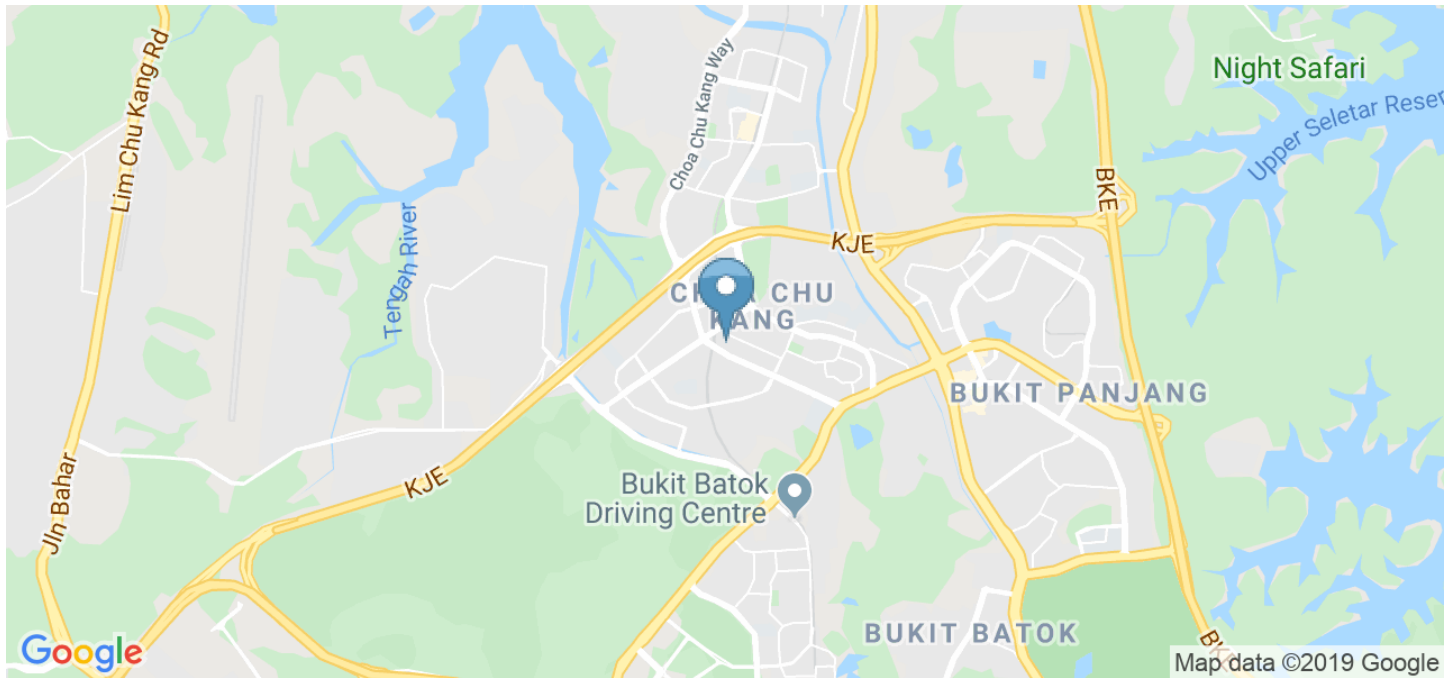 Night Safari
Upper Seletar Reser
Lim Chu Kang Rd
Choa Chu Kang Way
BKE
Tengah River
KJE
CHU
KANG
BUKIT PANJANG
KJE
Jln Bahar
Bukit Batok
Driving Centre
BUKIT BATOK
Google
Map data ©2019 Google